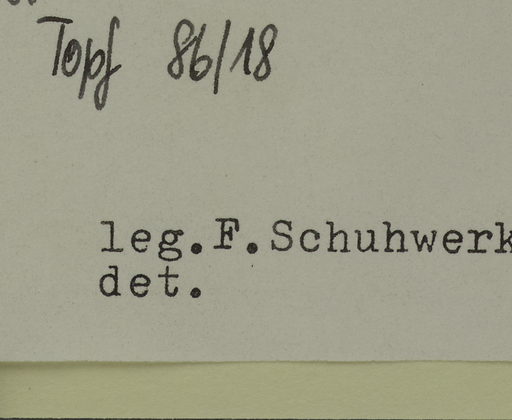 Topf 86/18
leg.F.Schuhwerk
det.